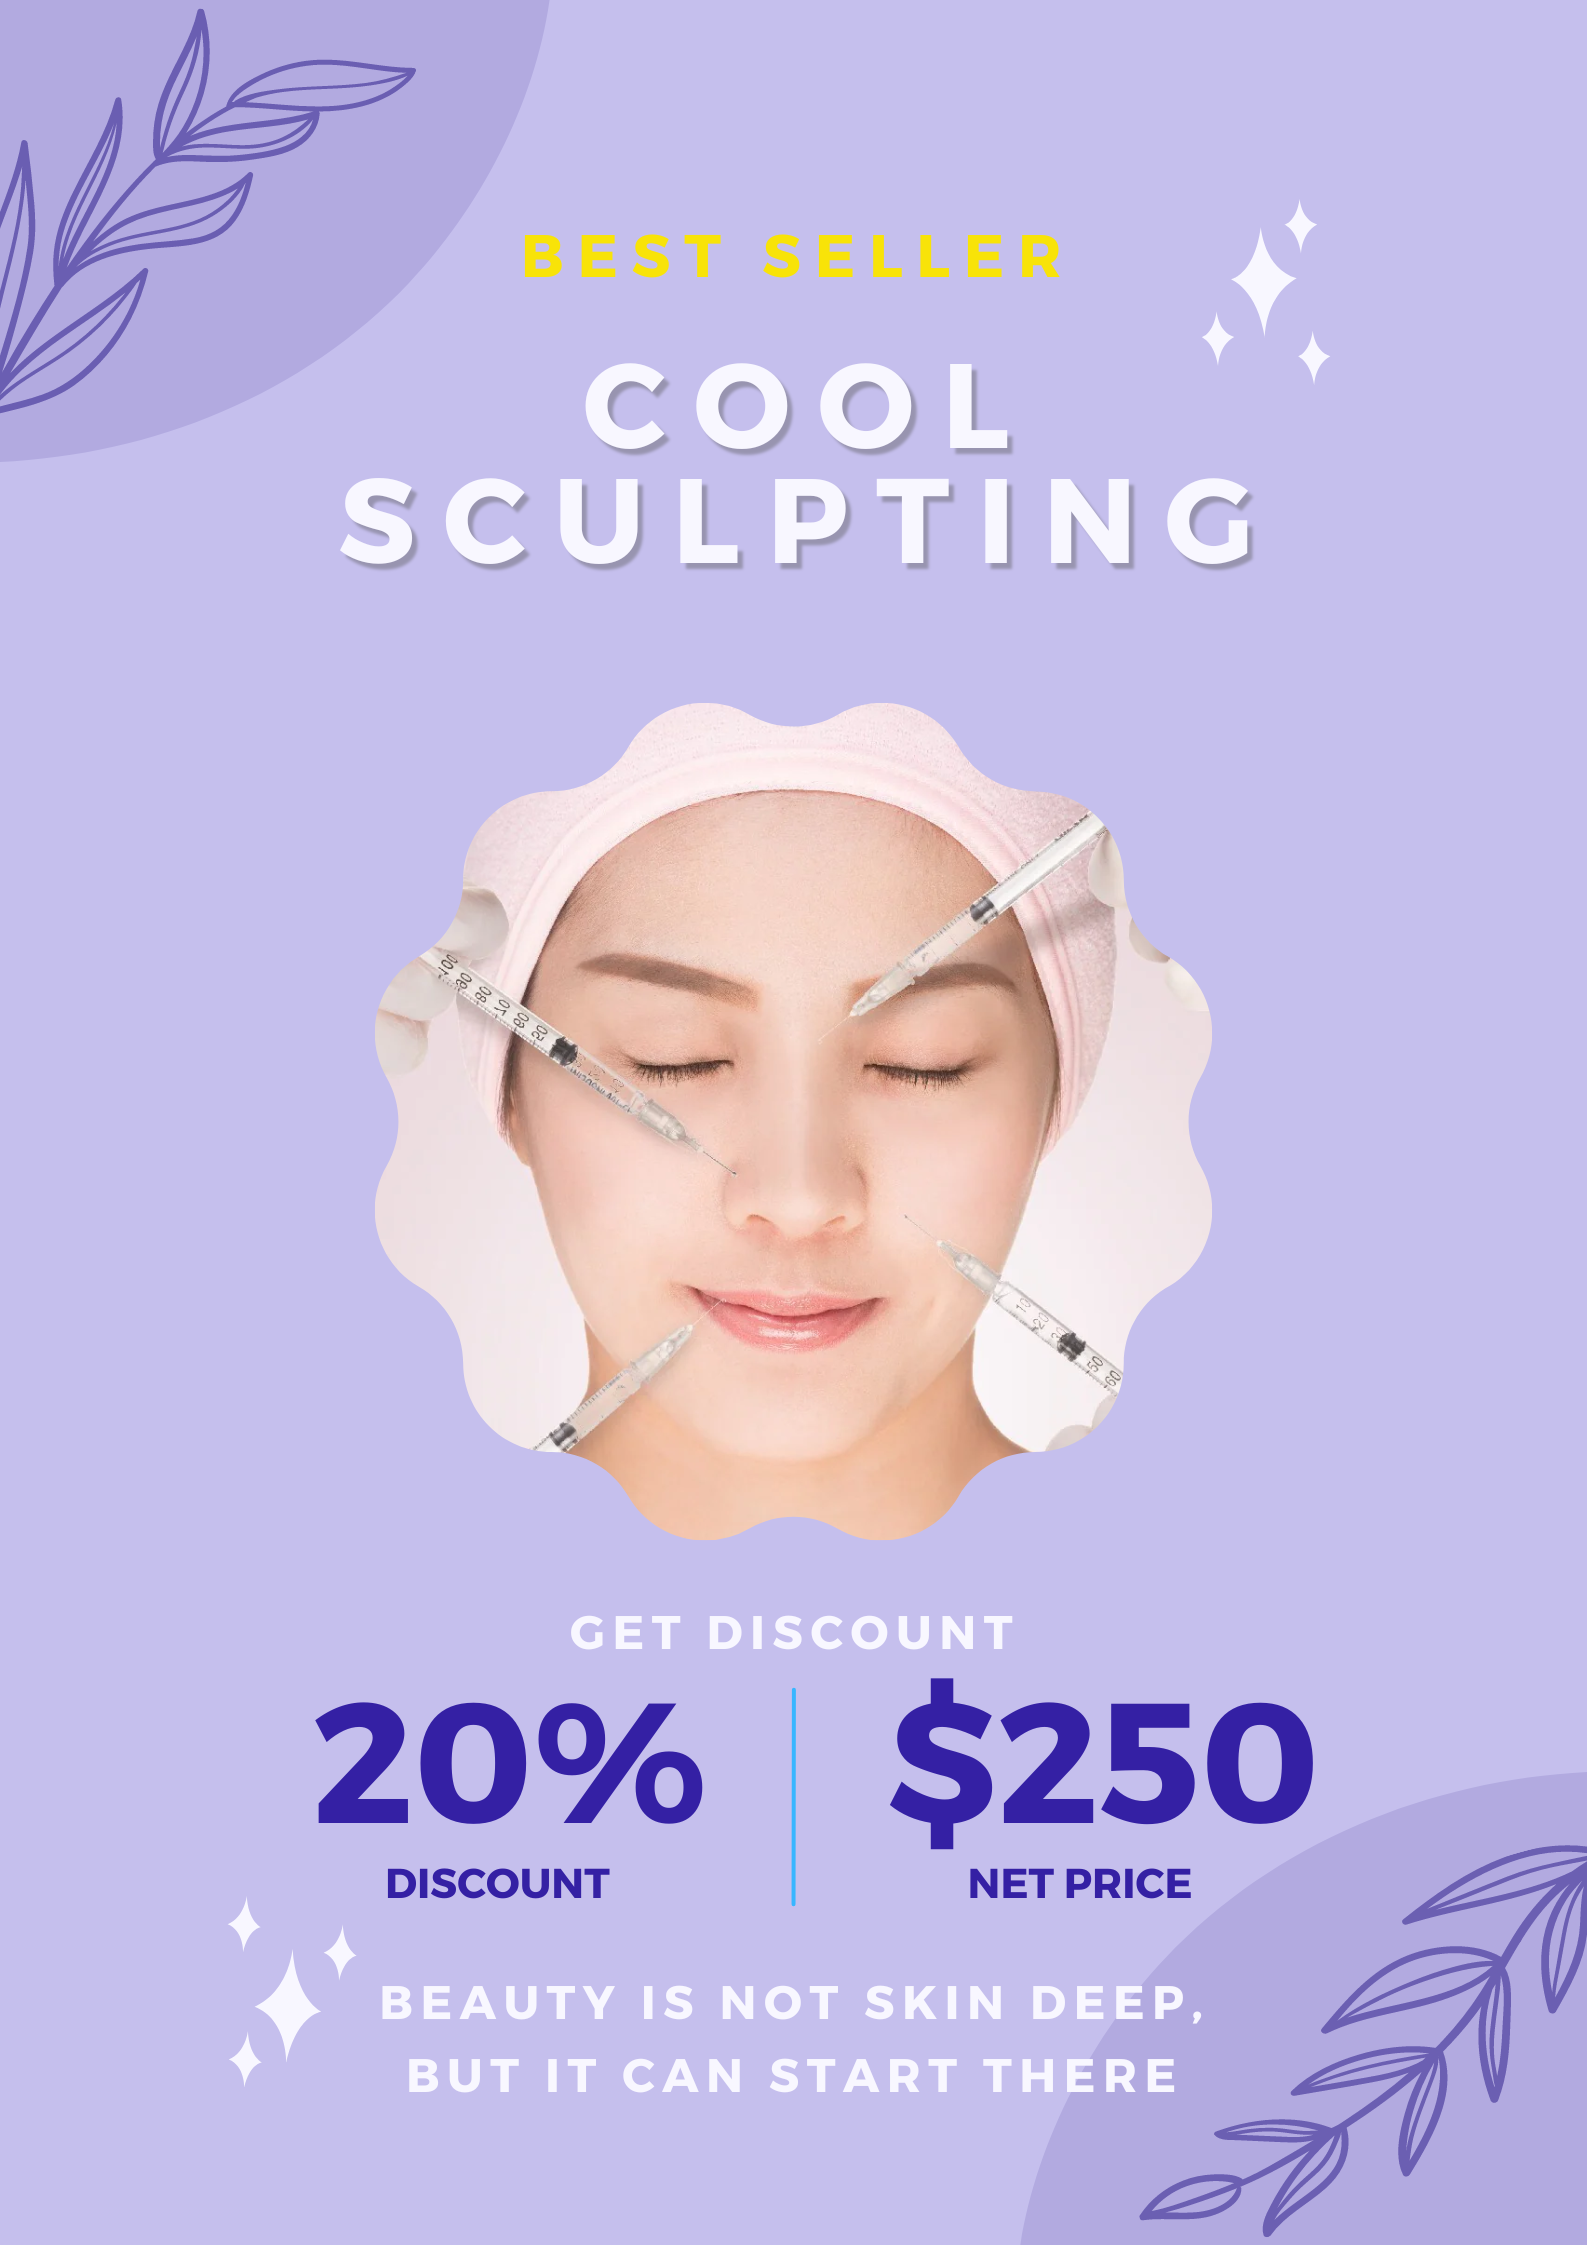 BEST SELLER
COOL
SCULPTING
GET DISCOUNT
20%
DISCOUNT
$250
NET PRICE
BEAUTY IS NOT SKIN DEEP,
BUT IT CAN START THERE